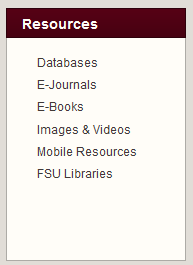 Resources
Databases
E-Journals
E-Books
Images & Videos
Mobile Resources
FSU Libraries